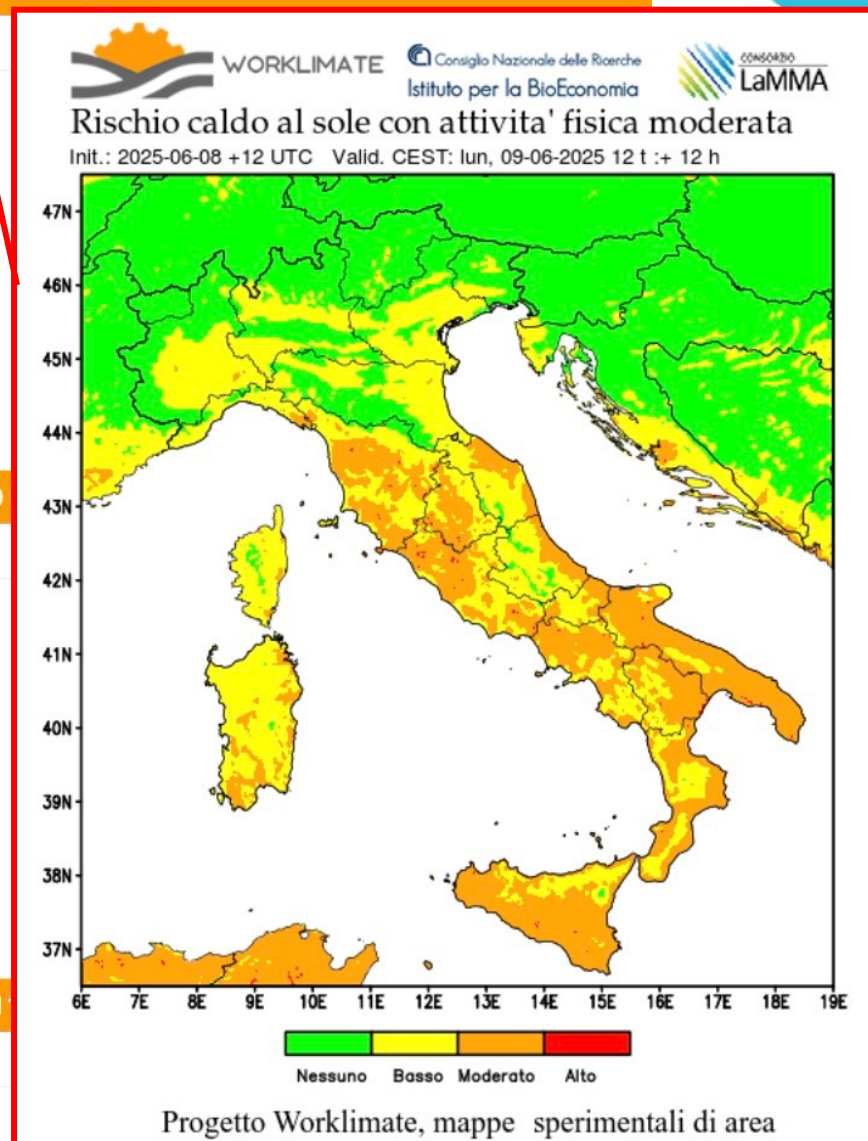 WORKLIMATE
Consiglio Nazionale delle Ricerche
Istituto per la BioEconomia
CONSORZIO
LaMMA
Rischio caldo al sole con attivita' fisica moderata
Init.: 2025-06-08 +12 UTC Valid. CEST: lun, 09-06-2025 12 t :+ 12 h
47N
46N
45N
44N
43N
42N
41N
40N
39N
38N
37N
6E 7E 8E 9E 10E 11E 12E 13E 14E 15E 16E 17E 18E 19E
Nessuno Basso Moderato Alto
Progetto Worklimate, mappe sperimentali di area